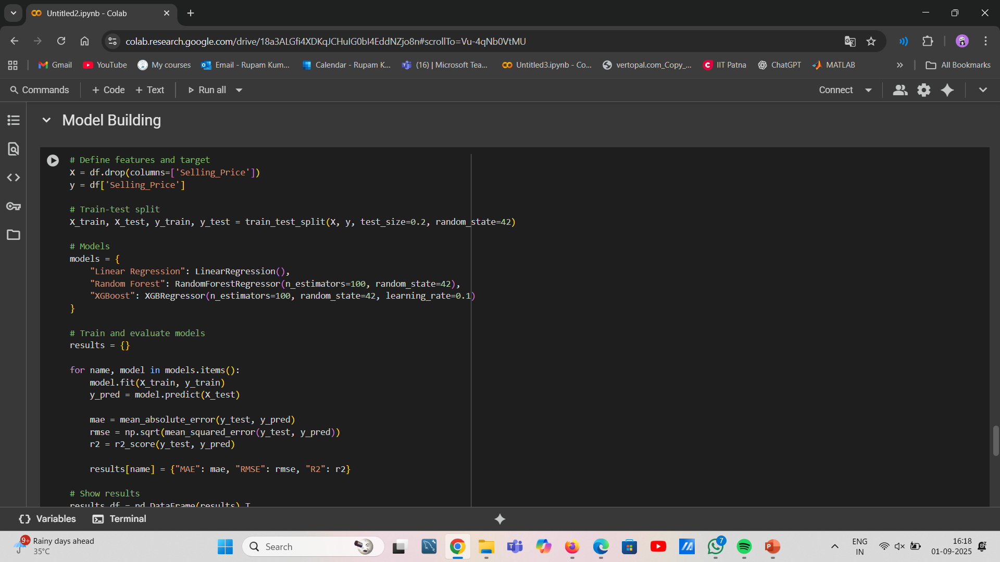 Untitled2.ipynb - Colab
colab.research.google.com/drive/18a3ALGfi4XDKqJCHuIG0bI4EddNZjo8n#scrollTo=Vu-4qNb0VtMU
Gmail YouTube My courses Email - Rupam Kum... Calendar - Rupam K... (16) | Microsoft Tea... Untitled3.ipynb - Co... vertopal.com_Copy_... IIT Patna ChatGPT MATLAB » All Bookmarks
Commands + Code + Text Run all Connect
Model Building
# Define features and target
X = df.drop(columns=['Selling_Price'])
y = df['Selling_Price']
# Train-test split
X_train, X_test, y_train, y_test = train_test_split(X, y, test_size=0.2, random_state=42)
# Models
models = {
    "Linear Regression": LinearRegression(),
    "Random Forest": RandomForestRegressor(n_estimators=100, random_state=42),
    "XGBoost": XGBRegressor(n_estimators=100, random_state=42, learning_rate=0.1)
}
# Train and evaluate models
results = {}
for name, model in models.items():
    model.fit(X_train, y_train)
    y_pred = model.predict(X_test)
    mae = mean_absolute_error(y_test, y_pred)
    rmse = np.sqrt(mean_squared_error(y_test, y_pred))
    r2 = r2_score(y_test, y_pred)
    results[name] = {"MAE": mae, "RMSE": rmse, "R2": r2}
# Show results
results_df = pd.DataFrame(results).T
{} Variables Terminal
9+ Rainy days ahead
35°C
Search
7
ENG
IN
16:18
01-09-2025